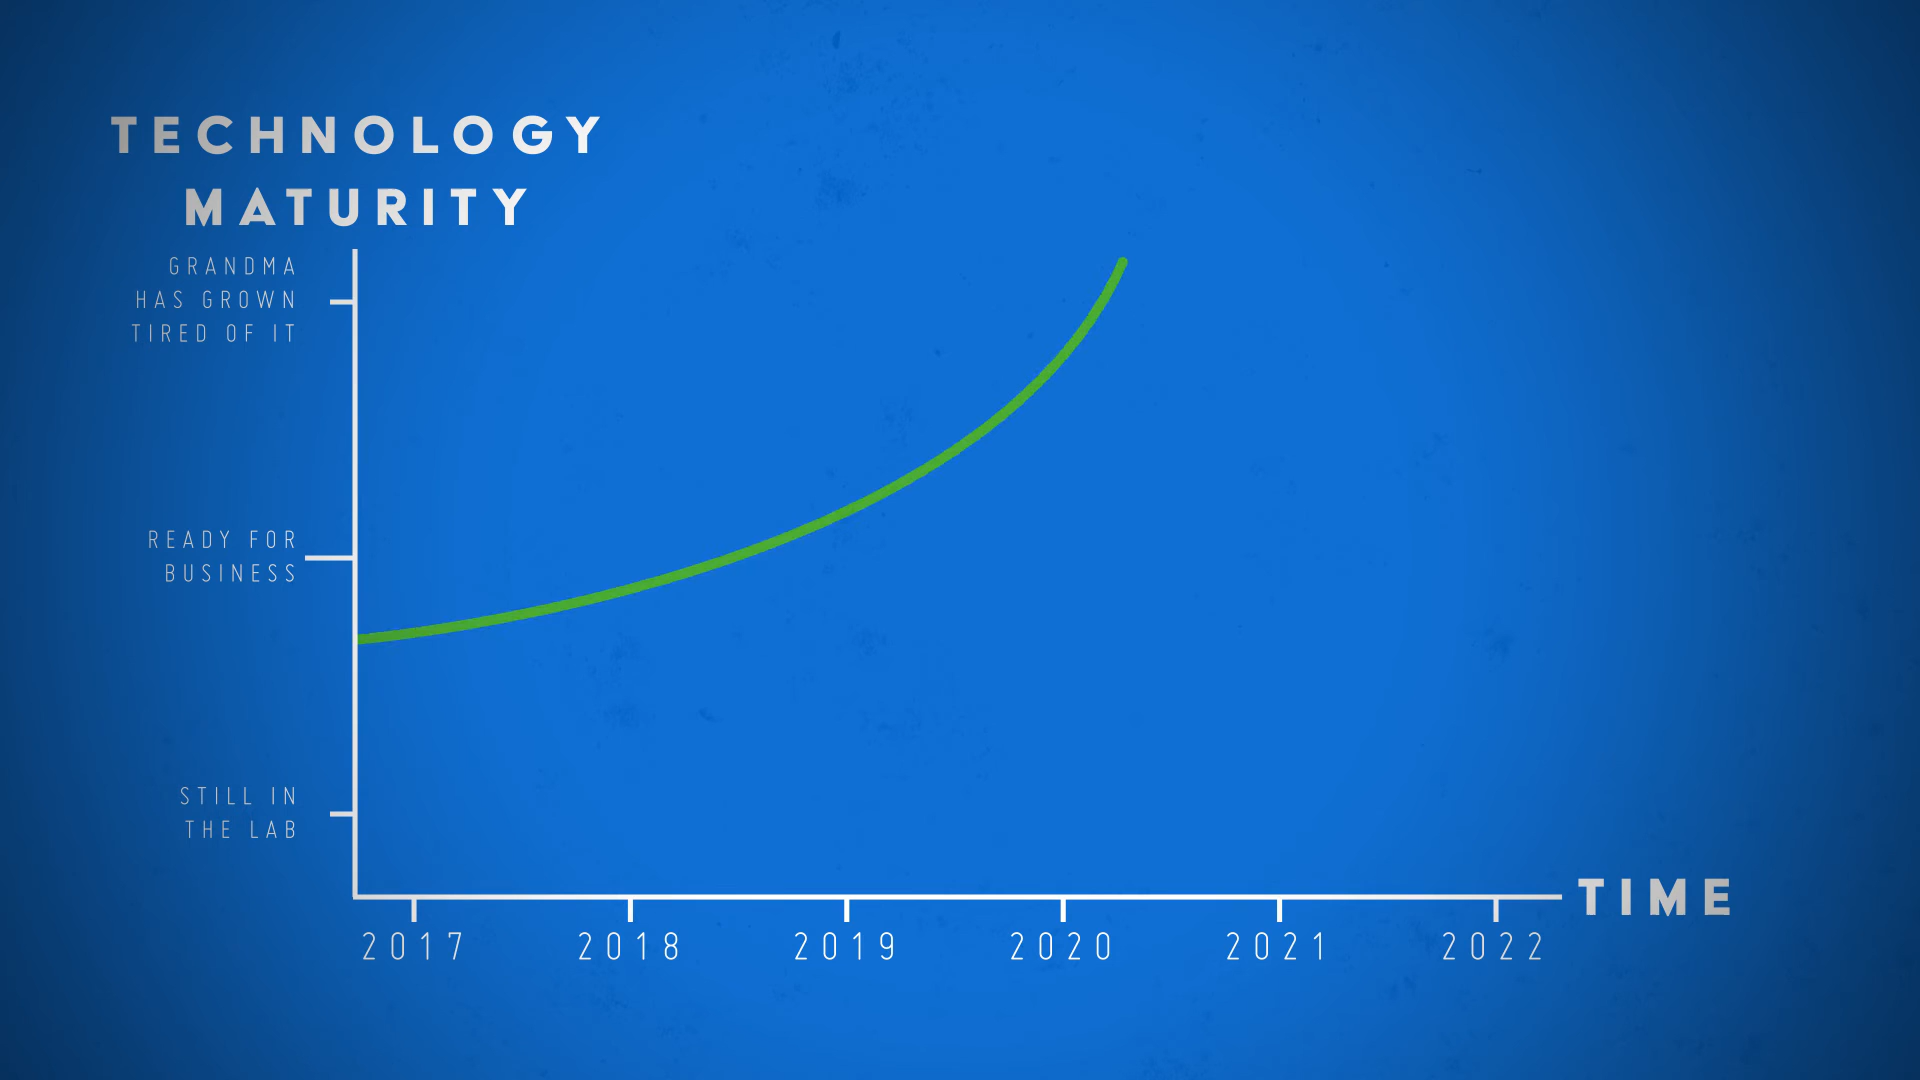 TECHNOLOGY
MATURITY
GRANDMA
HAS GROWN
TIRED OF IT
READY FOR
BUSINESS
STILL IN
THE LAB
TIME
2017 2018 2019 2020 2021 2022